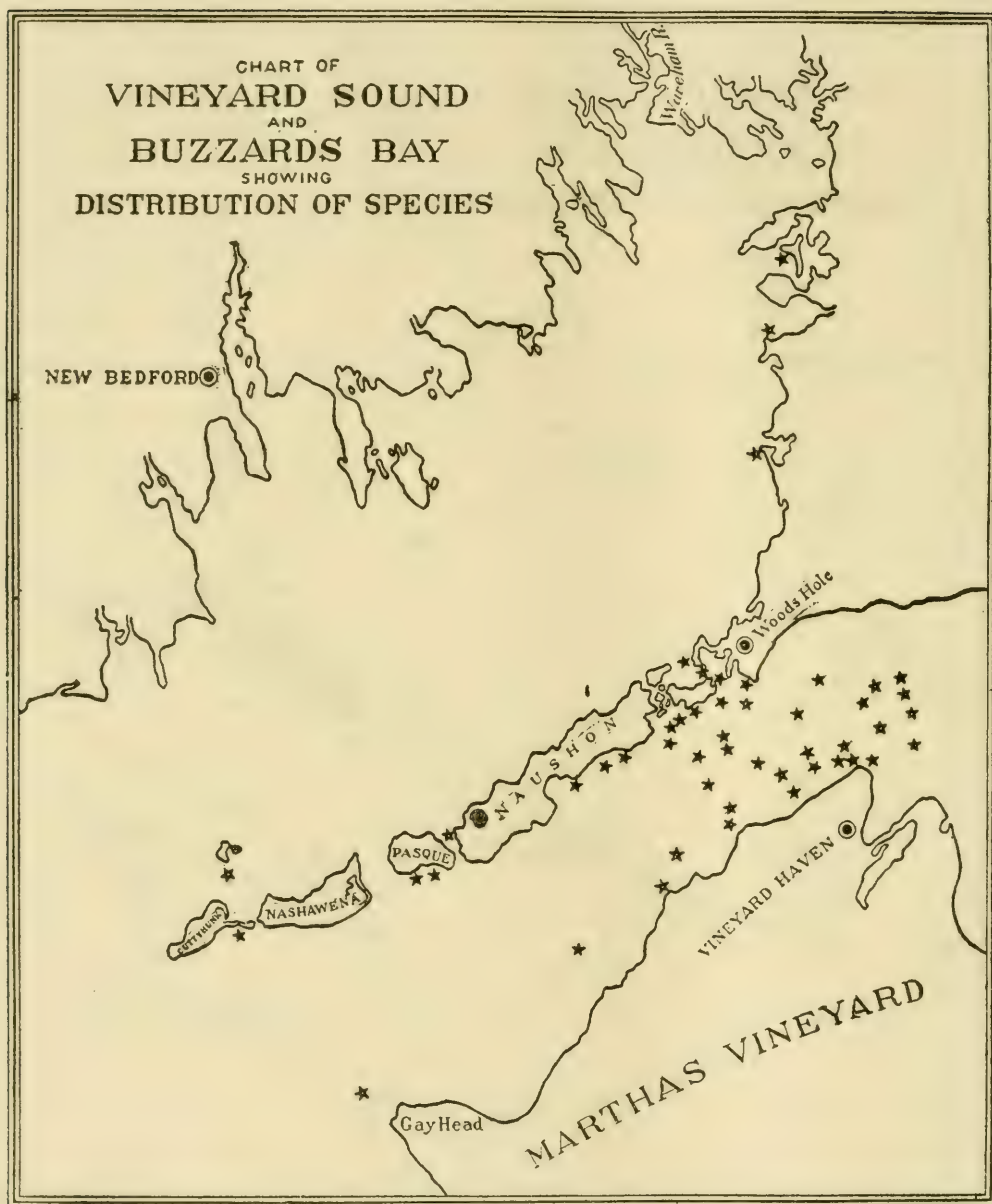 CHART OF
VINEYARD SOUND
AND
BUZZARDS BAY
SHOWING
DISTRIBUTION OF SPECIES
Wareham R.
NEW BEDFORD
Woods Hole
NAUSHON
PASQUE
NASHAWENA
CUTTYHUNK
VINEYARD HAVEN
MARTHAS VINEYARD
Gay Head